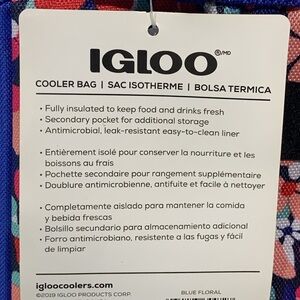 IGLOO®/MD
COOLER BAG | SAC ISOTHERME | BOLSA TERMICA
• Fully insulated to keep food and drinks fresh
• Secondary pocket for additional storage
• Antimicrobial, leak-resistant easy-to-clean liner
• Entièrement isolé pour conserver la nourriture et les
boissons au frais
• Pochette secondaire pour rangement supplémentaire
• Doublure antimicrobienne, antifuite et facile à nettoyer
• Completamente aislado para mantener la comida
y bebida frescas
• Bolsillo secundario para almacenamiento adicional
• Forro antimicrobiano, resistente a las fugas y fácil
de limpiar
igloocoolers.com
©2019 IGLOO PRODUCTS CORP.
BLUE FLORAL